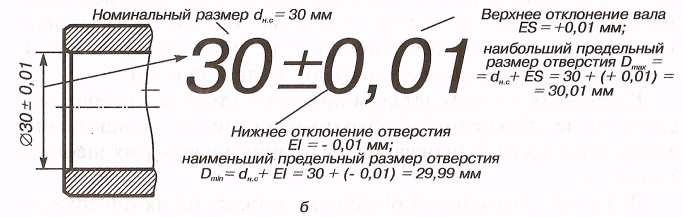 Номинальный размер dн.с = 30 мм
30±0,01
Верхнее отклонение вала
ES = +0,01 мм;
наибольший предельный
размер отверстия Dmax =
= dн.с + ES = 30 + (+ 0,01) =
= 30,01 мм
∅30± 0,01
Нижнее отклонение отверстия
EI = - 0,01 мм;
наименьший предельный размер отверстия
Dmin= dн.с + EI = 30 + (- 0,01) = 29,99 мм
б